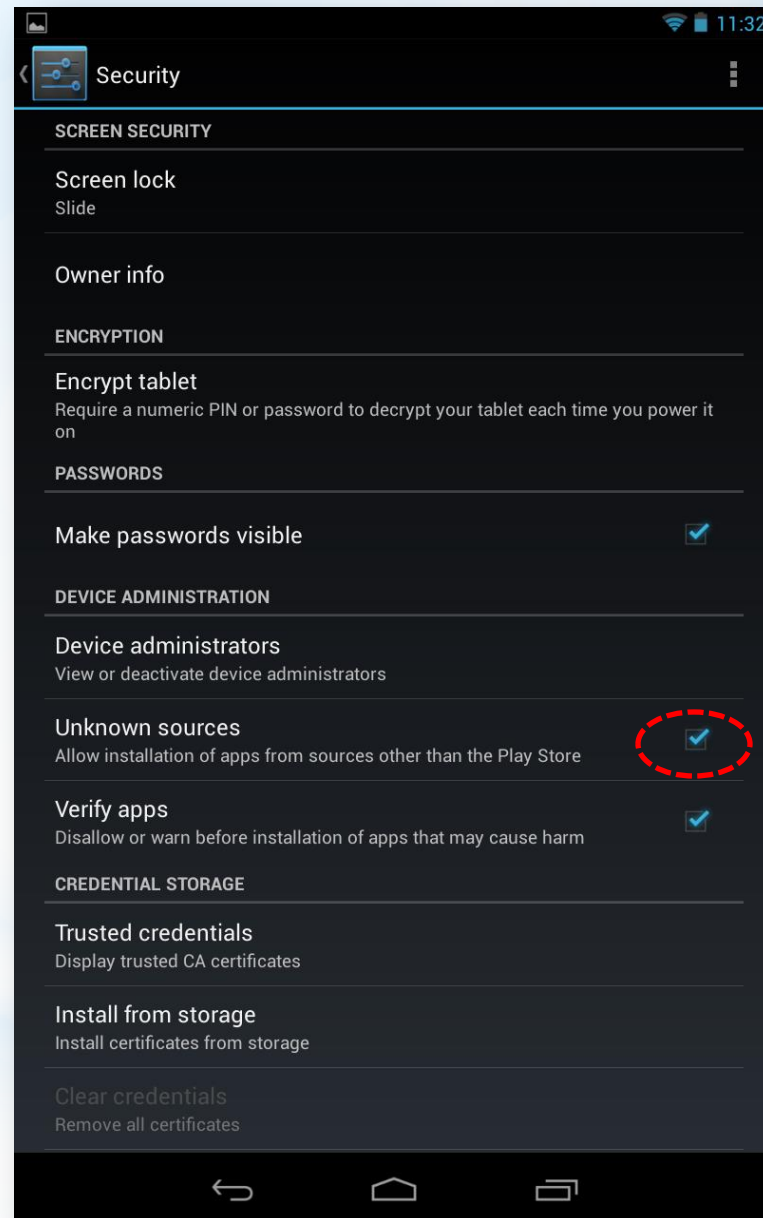 11:32
Security
SCREEN SECURITY
Screen lock
Slide
Owner info
ENCRYPTION
Encrypt tablet
Require a numeric PIN or password to decrypt your tablet each time you power it
on
PASSWORDS
Make passwords visible
DEVICE ADMINISTRATION
Device administrators
View or deactivate device administrators
Unknown sources
Allow installation of apps from sources other than the Play Store
Verify apps
Disallow or warn before installation of apps that may cause harm
CREDENTIAL STORAGE
Trusted credentials
Display trusted CA certificates
Install from storage
Install certificates from storage
Clear credentials
Remove all certificates